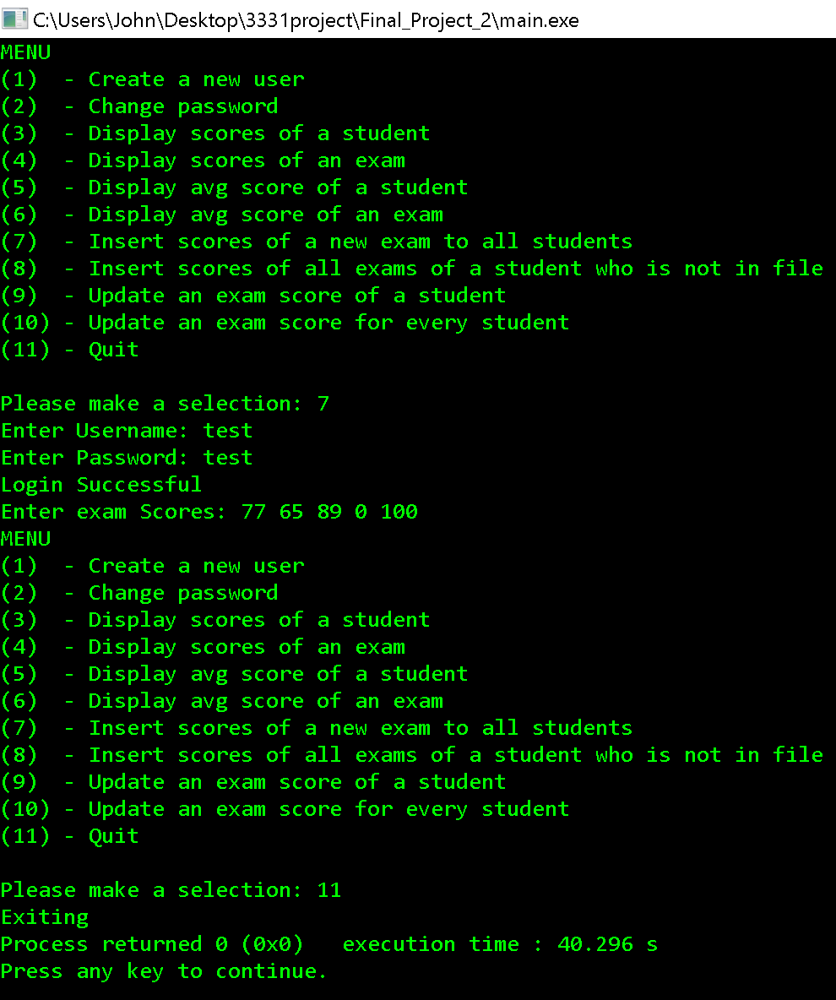 C:\Users\John\Desktop\3331project\Final_Project_2\main.exe
MENU
(1)  - Create a new user
(2)  - Change password
(3)  - Display scores of a student
(4)  - Display scores of an exam
(5)  - Display avg score of a student
(6)  - Display avg score of an exam
(7)  - Insert scores of a new exam to all students
(8)  - Insert scores of all exams of a student who is not in file
(9)  - Update an exam score of a student
(10) - Update an exam score for every student
(11) - Quit

Please make a selection: 7
Enter Username: test
Enter Password: test
Login Successful
Enter exam Scores: 77 65 89 0 100
MENU
(1)  - Create a new user
(2)  - Change password
(3)  - Display scores of a student
(4)  - Display scores of an exam
(5)  - Display avg score of a student
(6)  - Display avg score of an exam
(7)  - Insert scores of a new exam to all students
(8)  - Insert scores of all exams of a student who is not in file
(9)  - Update an exam score of a student
(10) - Update an exam score for every student
(11) - Quit

Please make a selection: 11
Exiting
Process returned 0 (0x0)   execution time : 40.296 s
Press any key to continue.